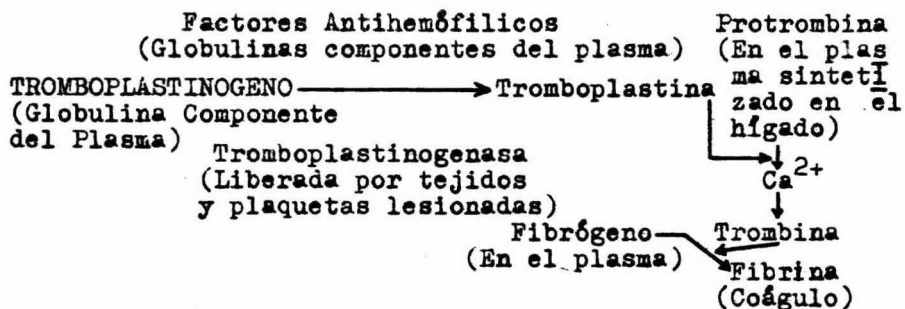 Factores Antihemófilicos
(Globulinas componentes del plasma)
Protrombina
(En el plas
ma sinteti
zado en el
hígado)
TROMBOPLASTINOGENO
(Globulina Componente
del Plasma)
Tromboplastina
Tromboplastinogenasa
(Liberada por tejidos
y plaquetas lesionadas)
Ca2+
Fibrógeno
(En el plasma)
Trombina
Fibrina
(Coágulo)